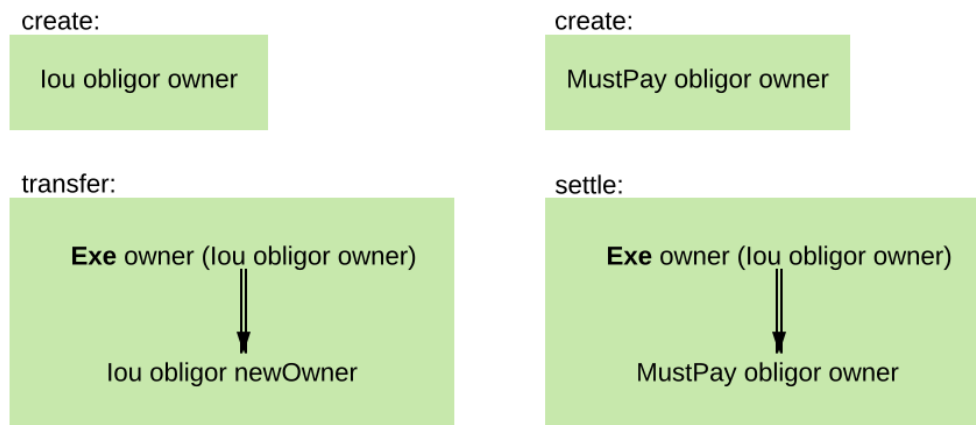 create:
Iou obligor owner
create:
MustPay obligor owner
transfer:
Exe owner (Iou obligor owner)
Iou obligor newOwner
settle:
Exe owner (Iou obligor owner)
MustPay obligor owner